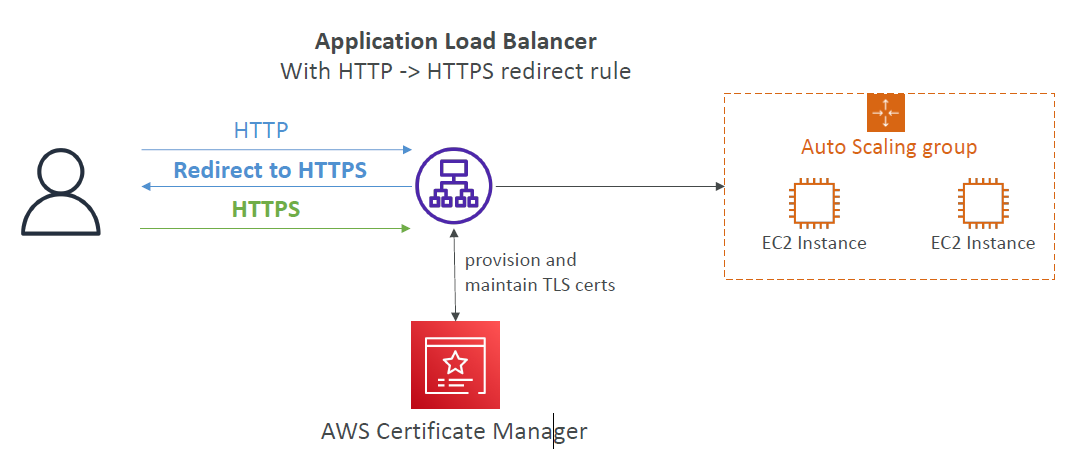 Application Load Balancer
With HTTP -> HTTPS redirect rule
HTTP
Redirect to HTTPS
HTTPS
provision and
maintain TLS certs
AWS Certificate Manager
Auto Scaling group
EC2 Instance
EC2 Instance